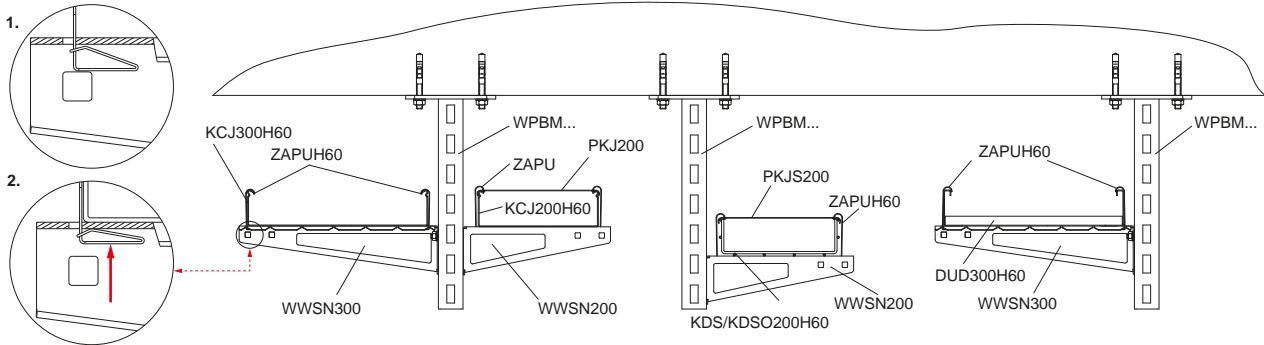 1.
KCJ300H60
ZAPUH60
WPBM...
ZAPU
PKJ200
KCJ200H60
WWSN300
WWSN200
2.
WPBM...
PKJS200
ZAPUH60
WWSN200
KDS/KDSO200H60
ZAPUH60
WPBM...
DUD300H60
WWSN300